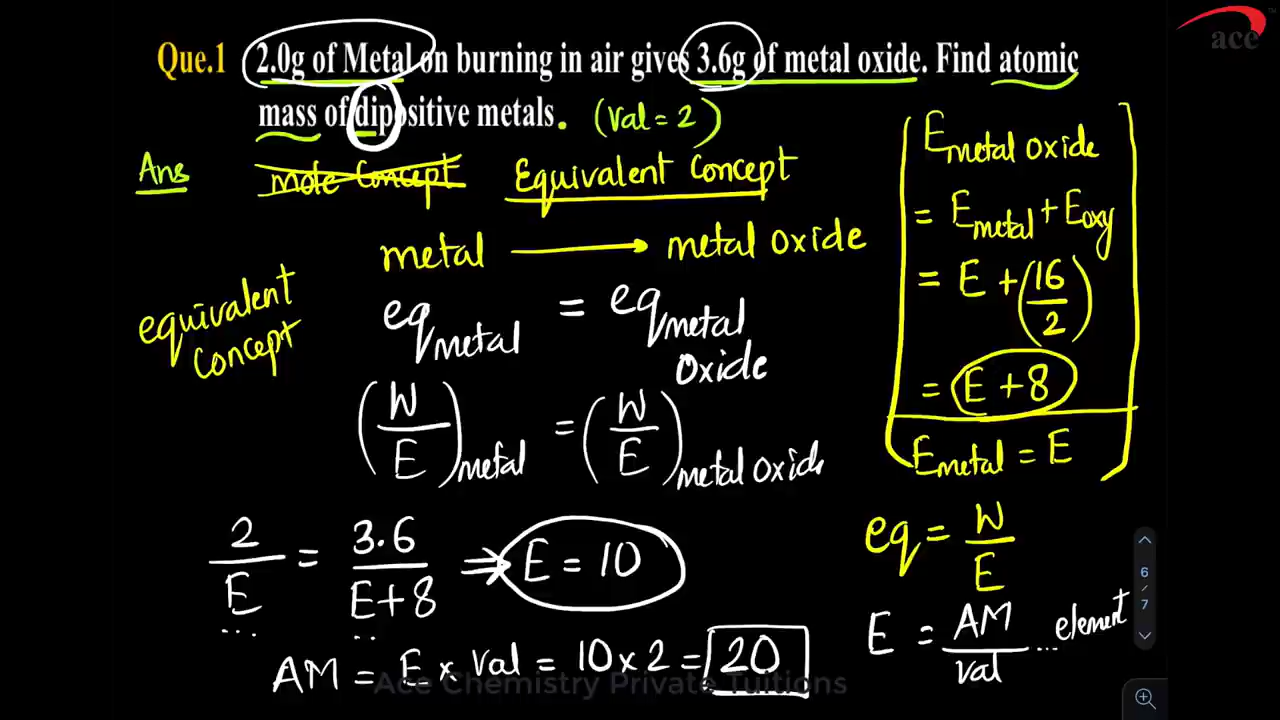 ace
Que.1 2.0g of Metal on burning in air gives 3.6g of metal oxide. Find atomic
mass of dipositive metals. (Val = 2)
Ans mole Concept Equivalent Concept
metal → metal oxide
equivalent Concept
eq metal = eq metal Oxide
(W/E) metal = (W/E) metal oxide
2/E = 3.6/E+8 ⇒ E = 10
AM = E x Val = 10 x 2 = 20
E metal oxide
= E metal + E oxy
= E + (16/2)
= E + 8
E metal = E
eq = W/E
E = AM/val ... element
6
/
7
Ace Chemistry Private Tuitions